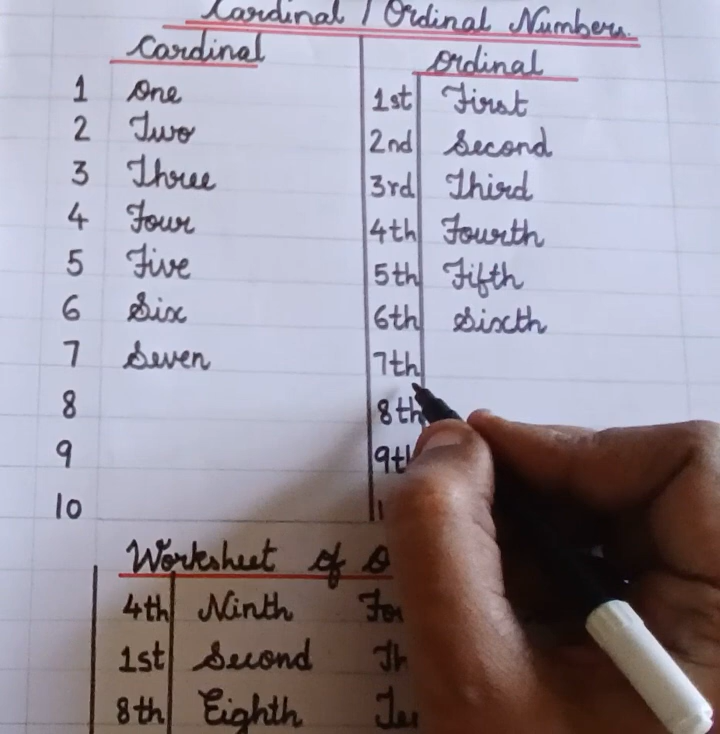 Cardinal / Ordinal Numbers.
Cardinal Ordinal
1 One 1st First
2 Two 2nd Second
3 Three 3rd Third
4 Four 4th Fourth
5 Five 5th Fifth
6 Six 6th Sixth
7 Seven 7th
8 8th
9 9th
10
Worksheet of
4th Ninth
1st Second
8th Eighth